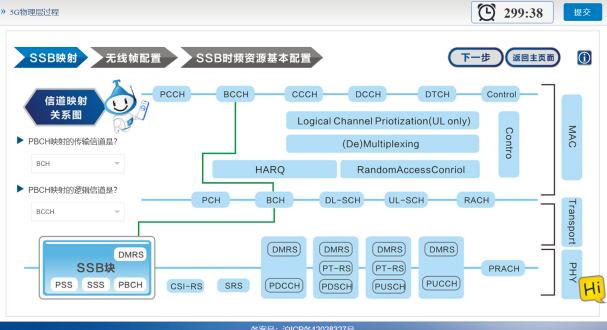 » 5G物理层过程
299:38
提交
SSB映射
无线帧配置
SSB时频资源基本配置
下一步
返回主页面
信道映射
关系图
PBCH映射的传输信道是?
BCH
PBCH映射的逻辑信道是?
BCCH
PCCH
BCCH
CCCH
DCCH
DTCH
Control
Logical Channel Priotization(UL only)
(De)Multiplexing
HARQ
RandomAccessConriol
Contro
MAC
PCH
BCH
DL-SCH
UL-SCH
RACH
Transport
DMRS
SSB块
PSS
SSS
PBCH
CSI-RS
SRS
DMRS
PDCCH
DMRS
PT-RS
PDSCH
DMRS
PT-RS
PUSCH
DMRS
PUCCH
PRACH
PHY
Hi
备案号：沪ICP备12028227号